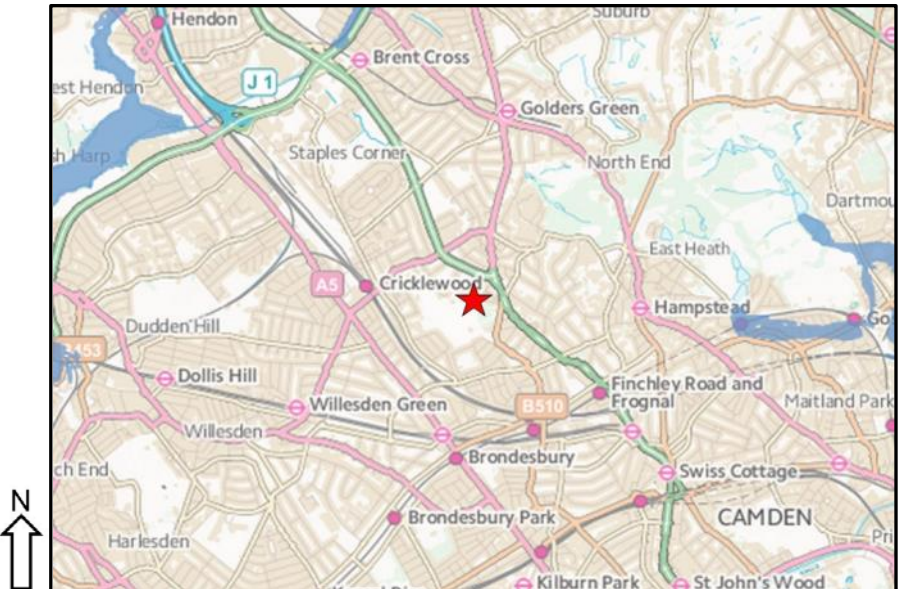 Hendon
Suburb
Brent Cross
est Hendon
J 1
Golders Green
sh Harp
Staples Corner
North End
Dartmou
East Heath
Cricklewood
A5
Hampstead
Go
Dudden Hill
453
Dollis Hill
Finchley Road and
Frognal
Willesden Green
B510
Maitland Park
Willesden
Brondesbury
ch End
Swiss Cottage
N
Brondesbury Park
CAMDEN
Harlesden
Pri
Kilburn Park
St John's Wood